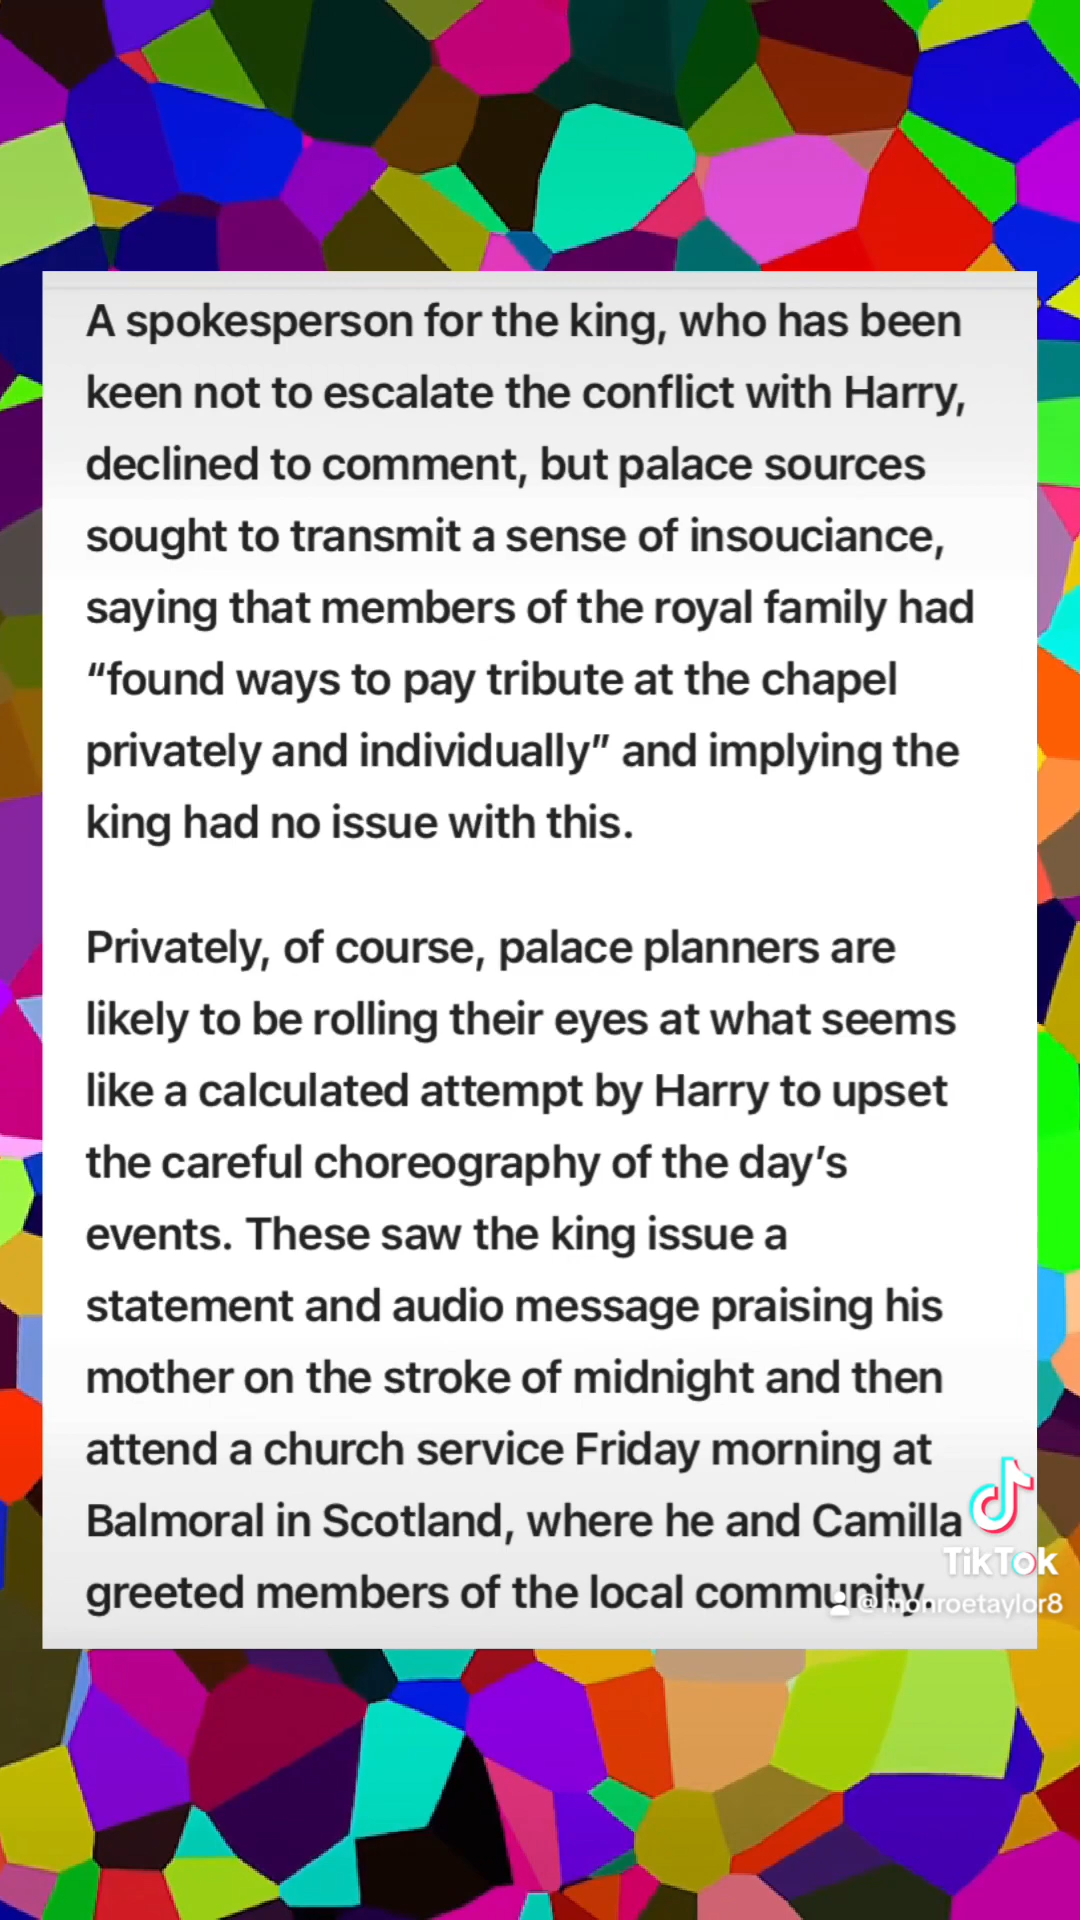 A spokesperson for the king, who has been
keen not to escalate the conflict with Harry,
declined to comment, but palace sources
sought to transmit a sense of insouciance,
saying that members of the royal family had
“found ways to pay tribute at the chapel
privately and individually” and implying the
king had no issue with this.
Privately, of course, palace planners are
likely to be rolling their eyes at what seems
like a calculated attempt by Harry to upset
the careful choreography of the day’s
events. These saw the king issue a
statement and audio message praising his
mother on the stroke of midnight and then
attend a church service Friday morning at
Balmoral in Scotland, where he and Camilla
greeted members of the local community.
TikTok
@monroetaylor8